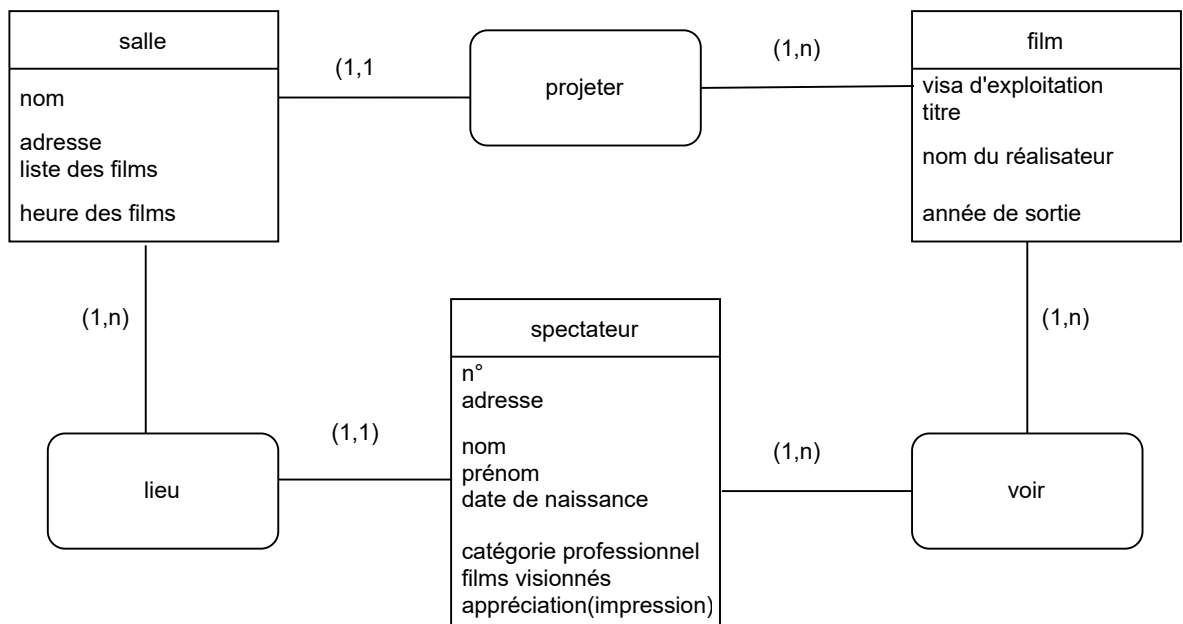 salle
nom
adresse
liste des films
heure des films
(1,1
projeter
(1,n)
film
visa d'exploitation
titre
nom du réalisateur
année de sortie
(1,n)
(1,n)
spectateur
n°
adresse
nom
prénom
date de naissance
catégorie professionnel
films visionnés
appréciation(impression)
lieu
(1,1)
(1,n)
voir